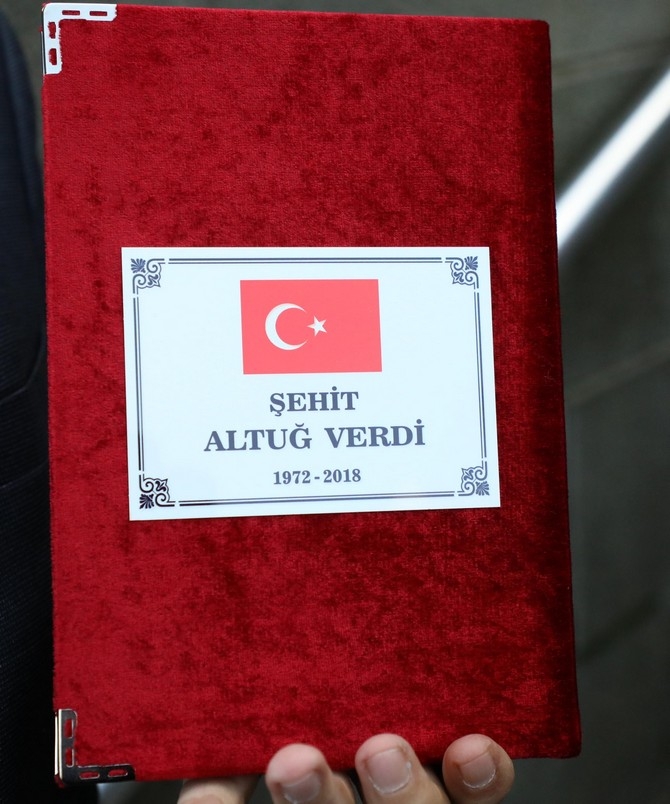 ŞEHİT
ALTUĞ VERDİ
1972 - 2018